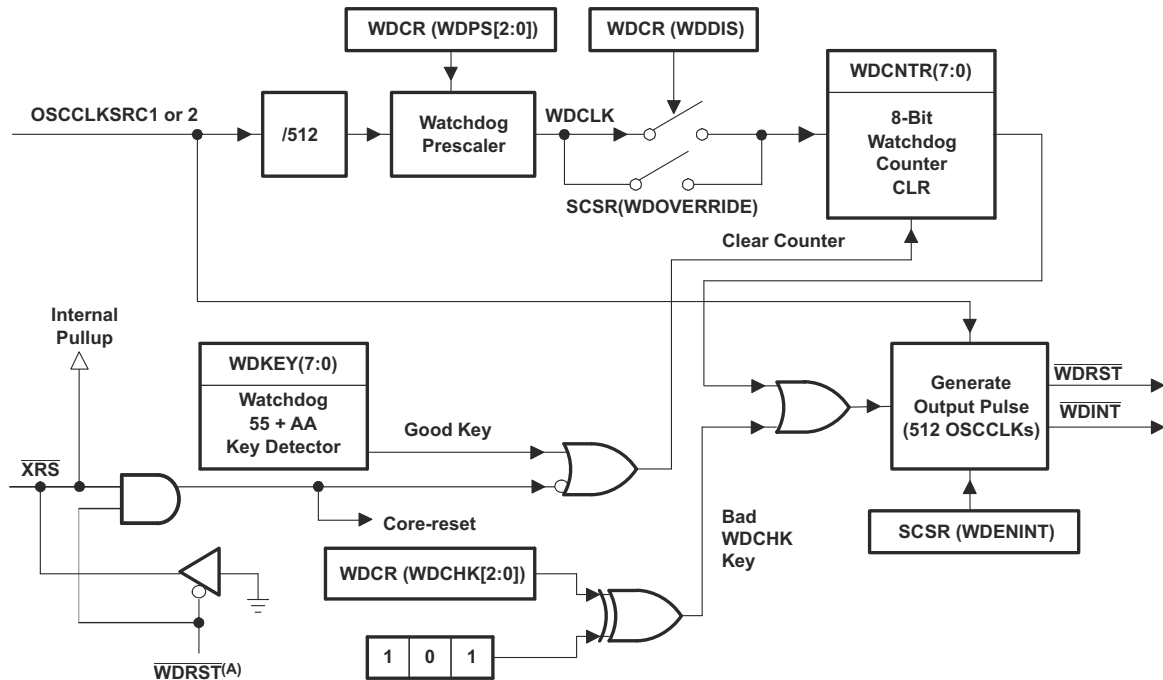 WDCR (WDPS[2:0])
WDCR (WDDIS)
WDCNTR(7:0)
OSCCLKSRC1 or 2
/512
Watchdog
Prescaler
WDCLK
8-Bit
Watchdog
Counter
CLR
SCSR(WDOVERRIDE)
Clear Counter
Internal
Pullup
WDKEY(7:0)
Watchdog
55 + AA
Key Detector
Good Key
Generate
Output Pulse
(512 OSCCLKs)
WDRST
WDINT
XRS
Core-reset
Bad
WDCHK
Key
SCSR (WDENINT)
WDCR (WDCHK[2:0])
1 0 1
WDRST(A)